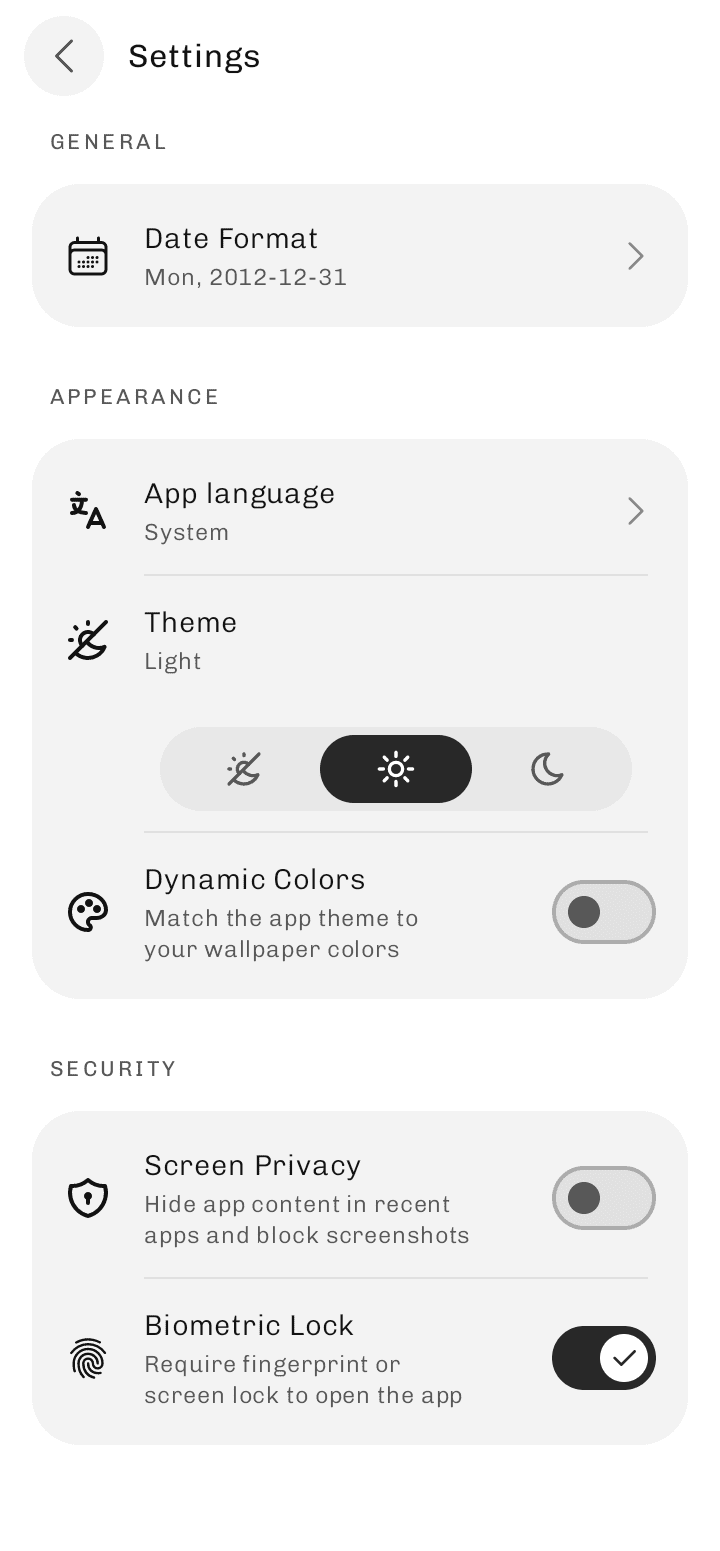 Settings
GENERAL
Date Format
Mon, 2012-12-31
APPEARANCE
App language
System
Theme
Light
Dynamic Colors
Match the app theme to
your wallpaper colors
SECURITY
Screen Privacy
Hide app content in recent
apps and block screenshots
Biometric Lock
Require fingerprint or
screen lock to open the app